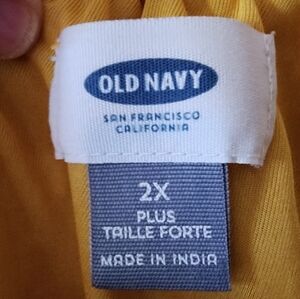 OLD NAVY
SAN FRANCISCO
CALIFORNIA
2X
PLUS
TAILLE FORTE
MADE IN INDIA